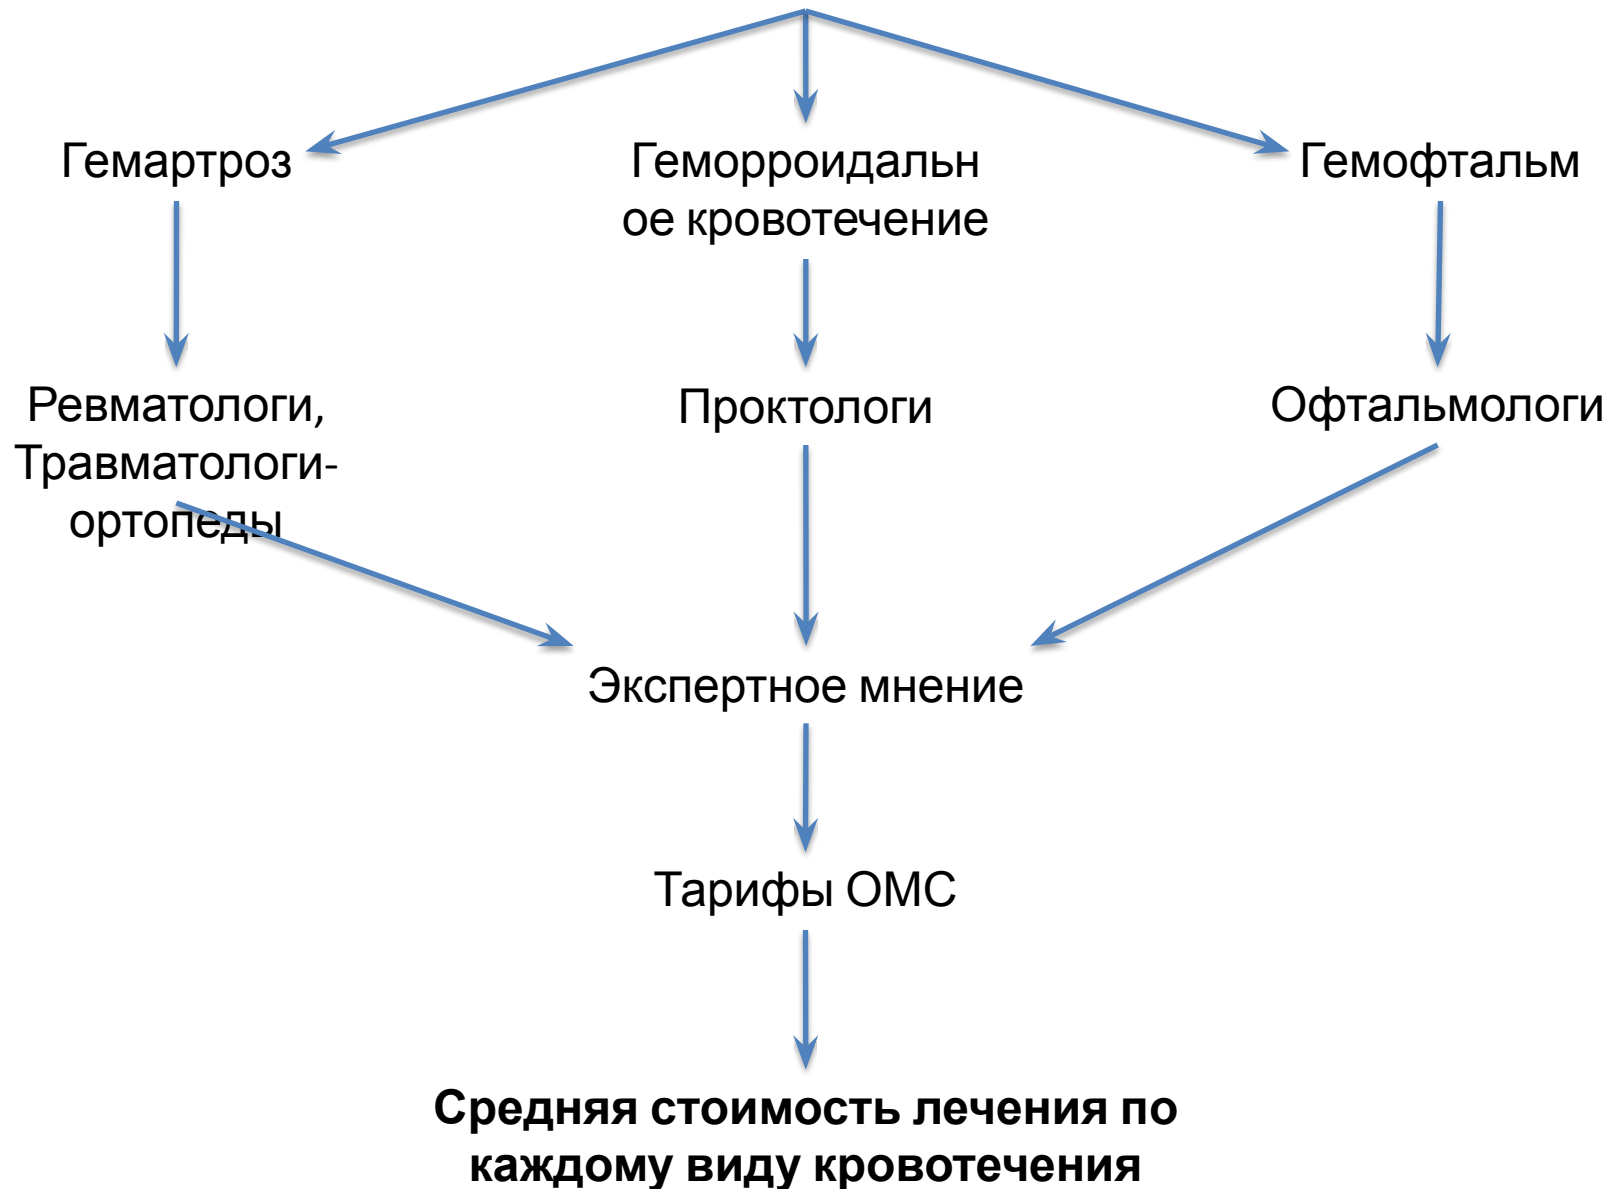 Гемартроз
Геморроидальн
ое кровотечение
Гемофтальм
Ревматологи,
Травматологи-
ортопеды
Проктологи
Офтальмологи
Экспертное мнение
Тарифы ОМС
Средняя стоимость лечения по
каждому виду кровотечения